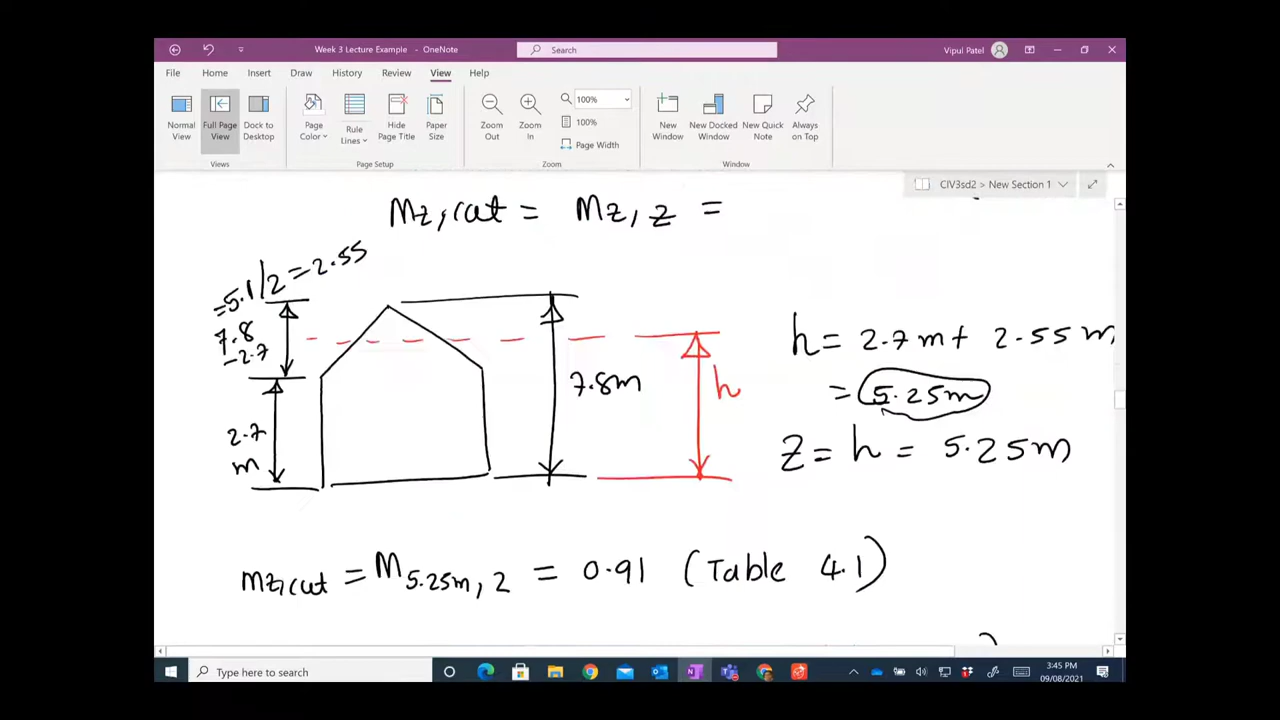 Week 3 Lecture Example - OneNote
Search
Vipul Patel
File Home Insert Draw History Review View Help
Normal View
Full Page View
Dock to Desktop
Views
Page Color
Rule Lines
Hide Page Title
Paper Size
Page Setup
Zoom Out
Zoom In
100%
100%
Page Width
Zoom
New Window
New Docked Window
New Quick Note
Always on Top
Window
CIV3sd2 > New Section 1
Mz,cat = Mz,2 =
=5.1/2 = 2.55
7.8
-2.7
2.7
m
7.8m
h
h = 2.7m + 2.55m
= 5.25m
z = h = 5.25m
mz,cat = M5.25m, 2 = 0.91 (Table 4.1)
Type here to search
3:45 PM
09/08/2021